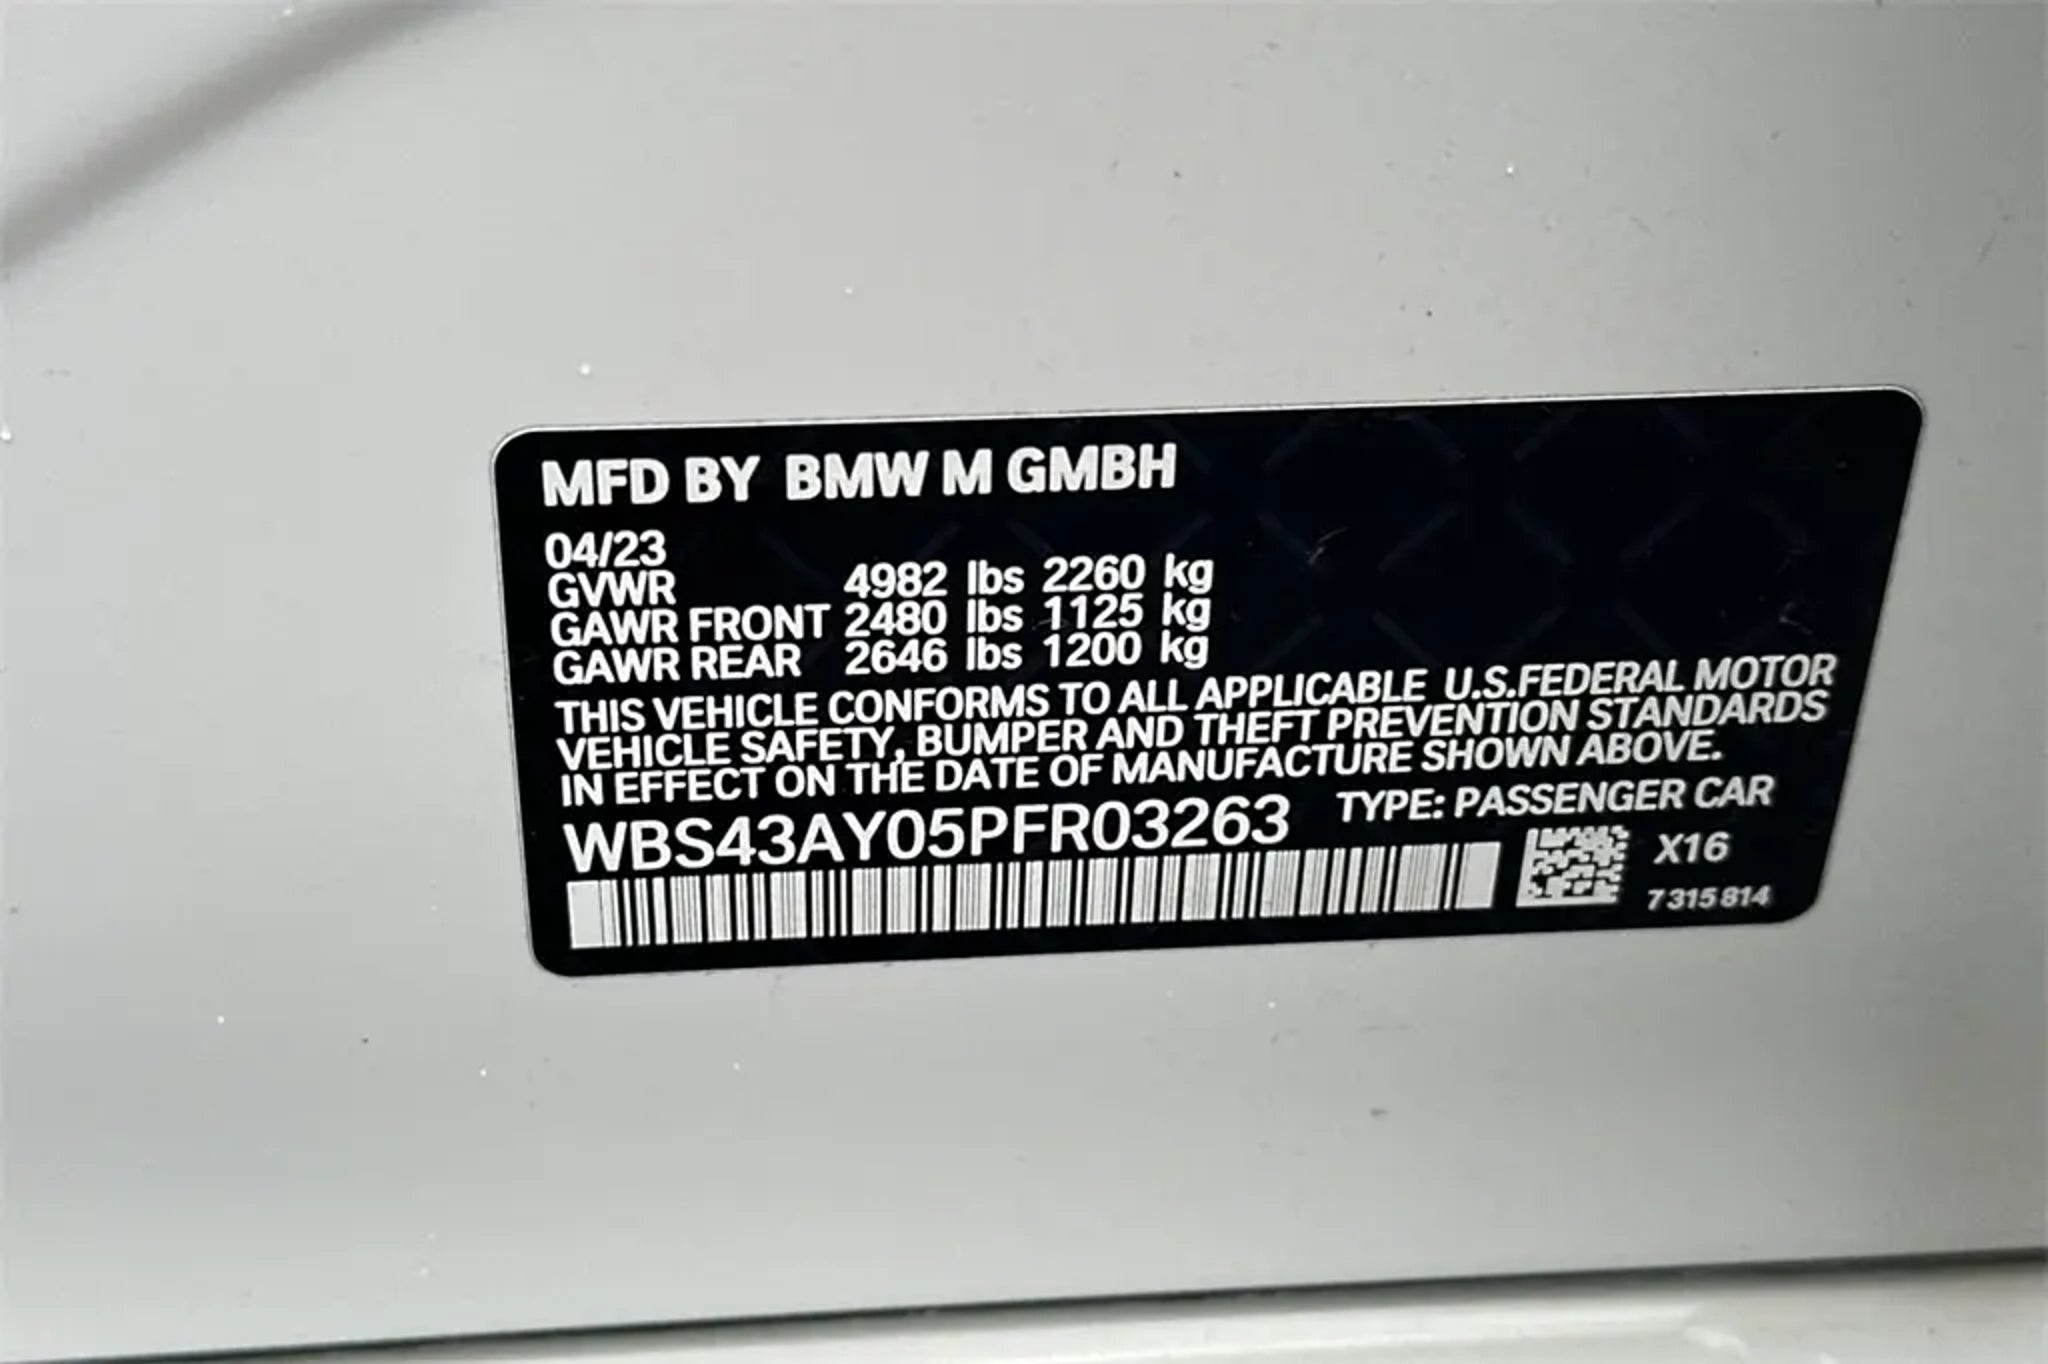 MFD BY BMW M GMBH
04/23
GVWR 4982 lbs 2260 kg
GAWR FRONT 2480 lbs 1125 kg
GAWR REAR 2646 lbs 1200 kg
THIS VEHICLE CONFORMS TO ALL APPLICABLE U.S.FEDERAL MOTOR
VEHICLE SAFETY, BUMPER AND THEFT PREVENTION STANDARDS
IN EFFECT ON THE DATE OF MANUFACTURE SHOWN ABOVE.
WBS43AY05PFR03263 TYPE: PASSENGER CAR
X16
7 315 814